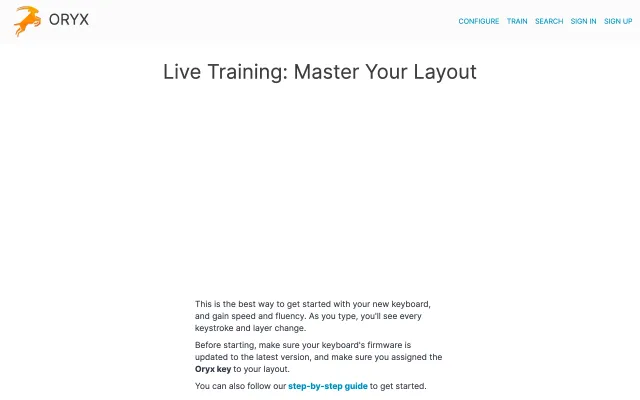 ORYX
CONFIGURE TRAIN SEARCH SIGN IN SIGN UP
Live Training: Master Your Layout
This is the best way to get started with your new keyboard,
and gain speed and fluency. As you type, you'll see every
keystroke and layer change.
Before starting, make sure your keyboard's firmware is
updated to the latest version, and make sure you assigned the
Oryx key to your layout.
You can also follow our step-by-step guide to get started.